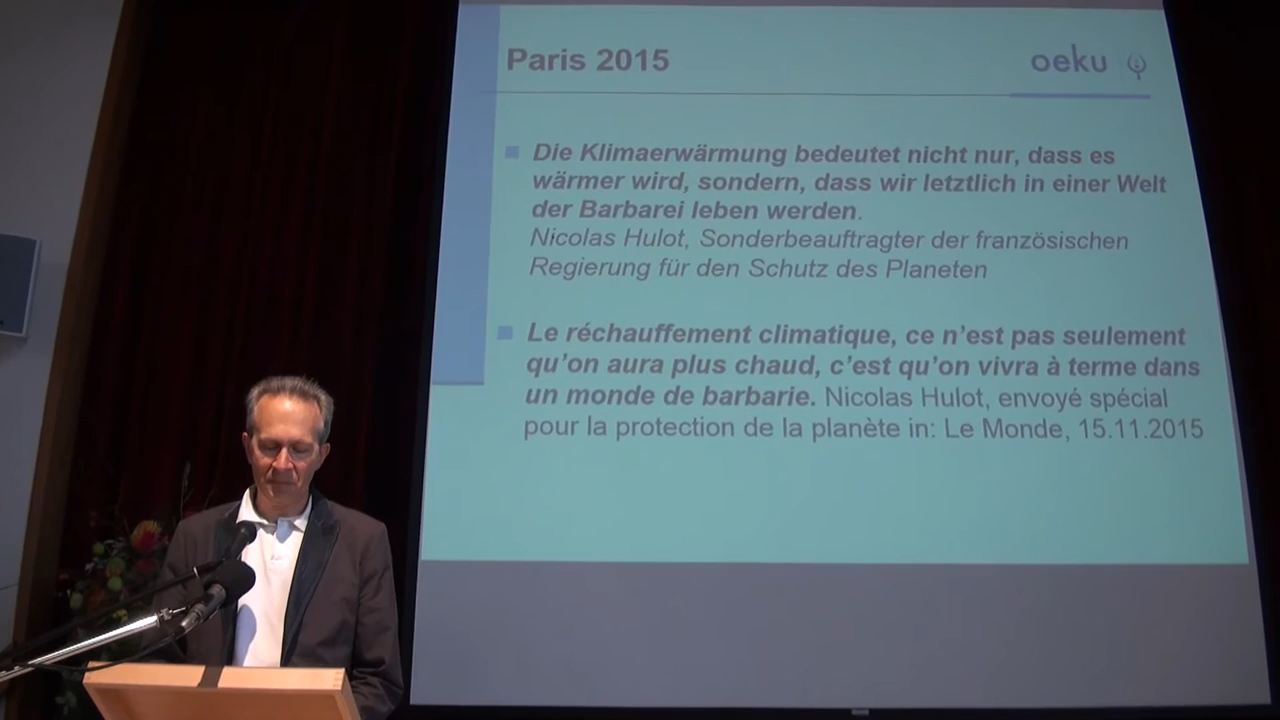 Paris 2015
oeku
Die Klimaerwärmung bedeutet nicht nur, dass es
wärmer wird, sondern, dass wir letztlich in einer Welt
der Barbarei leben werden.
Nicolas Hulot, Sonderbeauftragter der französischen
Regierung für den Schutz des Planeten
Le réchauffement climatique, ce n’est pas seulement
qu’on aura plus chaud, c’est qu’on vivra à terme dans
un monde de barbarie. Nicolas Hulot, envoyé spécial
pour la protection de la planète in: Le Monde, 15.11.2015